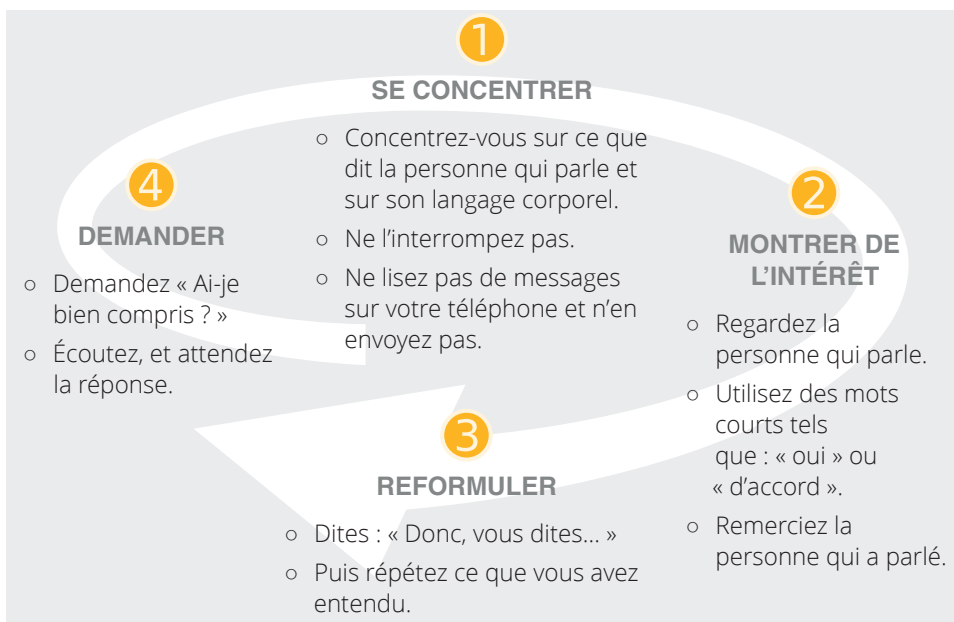 1
SE CONCENTRER
○ Concentrez-vous sur ce que
dit la personne qui parle et
sur son langage corporel.
○ Ne l’interrompez pas.
○ Ne lisez pas de messages
sur votre téléphone et n’en
envoyez pas.
2
MONTRER DE
L’INTÉRÊT
○ Regardez la
personne qui parle.
○ Utilisez des mots
courts tels
que : « oui » ou
« d’accord ».
○ Remerciez la
personne qui a parlé.
3
REFORMULER
○ Dites : « Donc, vous dites... »
○ Puis répétez ce que vous avez
entendu.
4
DEMANDER
○ Demandez « Ai-je
bien compris ? »
○ Écoutez, et attendez
la réponse.